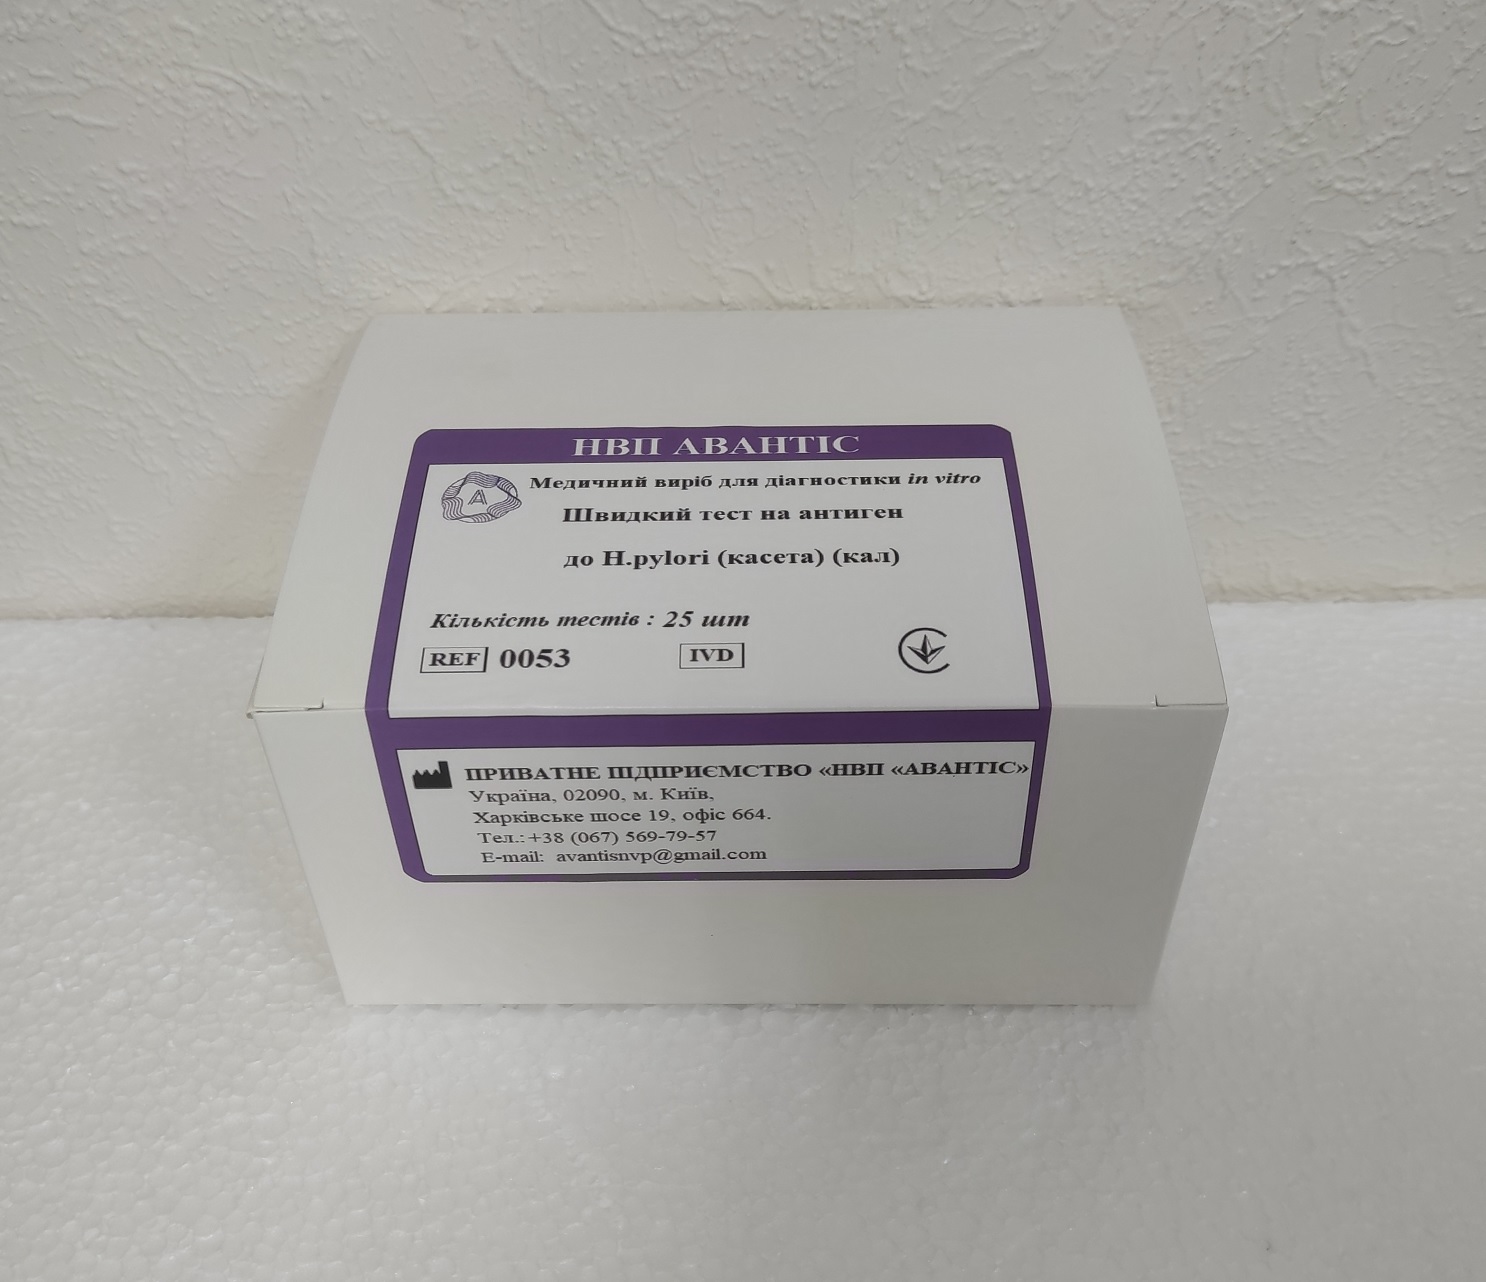 НВП АВАНТІС
A
Медичний виріб для діагностики in vitro
Швидкий тест на антиген
до H.pylori (касета) (кал)
Кількість тестів : 25 шт
REF 0053 IVD
ПРИВАТНЕ ПІДПРИЄМСТВО «НВП «АВАНТІС»
Україна, 02090, м. Київ,
Харківське шосе 19, офіс 664.
Тел.: +38 (067) 569-79-57
E-mail: avantisnvp@gmail.com